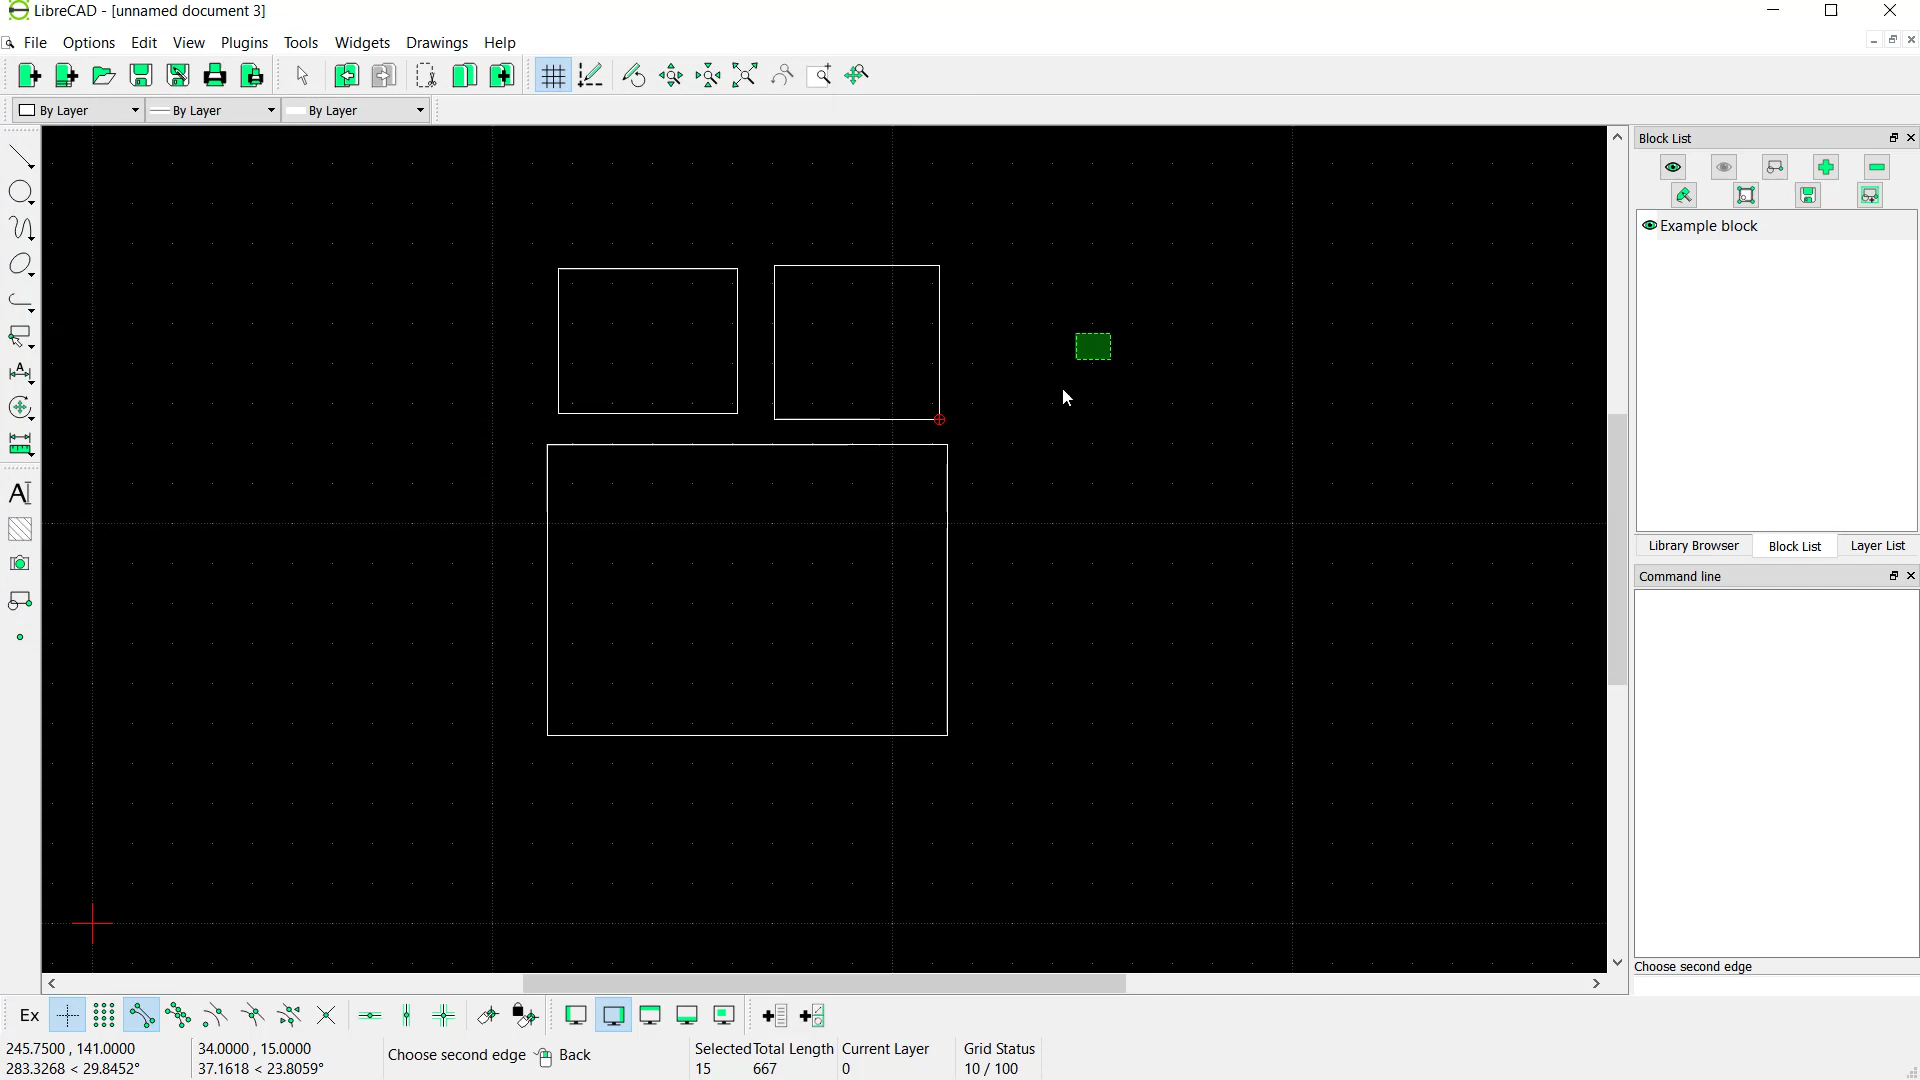 LibreCAD - [unnamed document 3]
File Options Edit View Plugins Tools Widgets Drawings Help
By Layer By Layer By Layer
Block List
Example block
Library Browser Block List Layer List
Command line
Choose second edge
Ex
245.7500 , 141.0000
283.3268 < 29.8452°
34.0000 , 15.0000
37.1618 < 23.8059°
Choose second edge Back
Selected Total Length
15 667
Current Layer
0
Grid Status
10 / 100